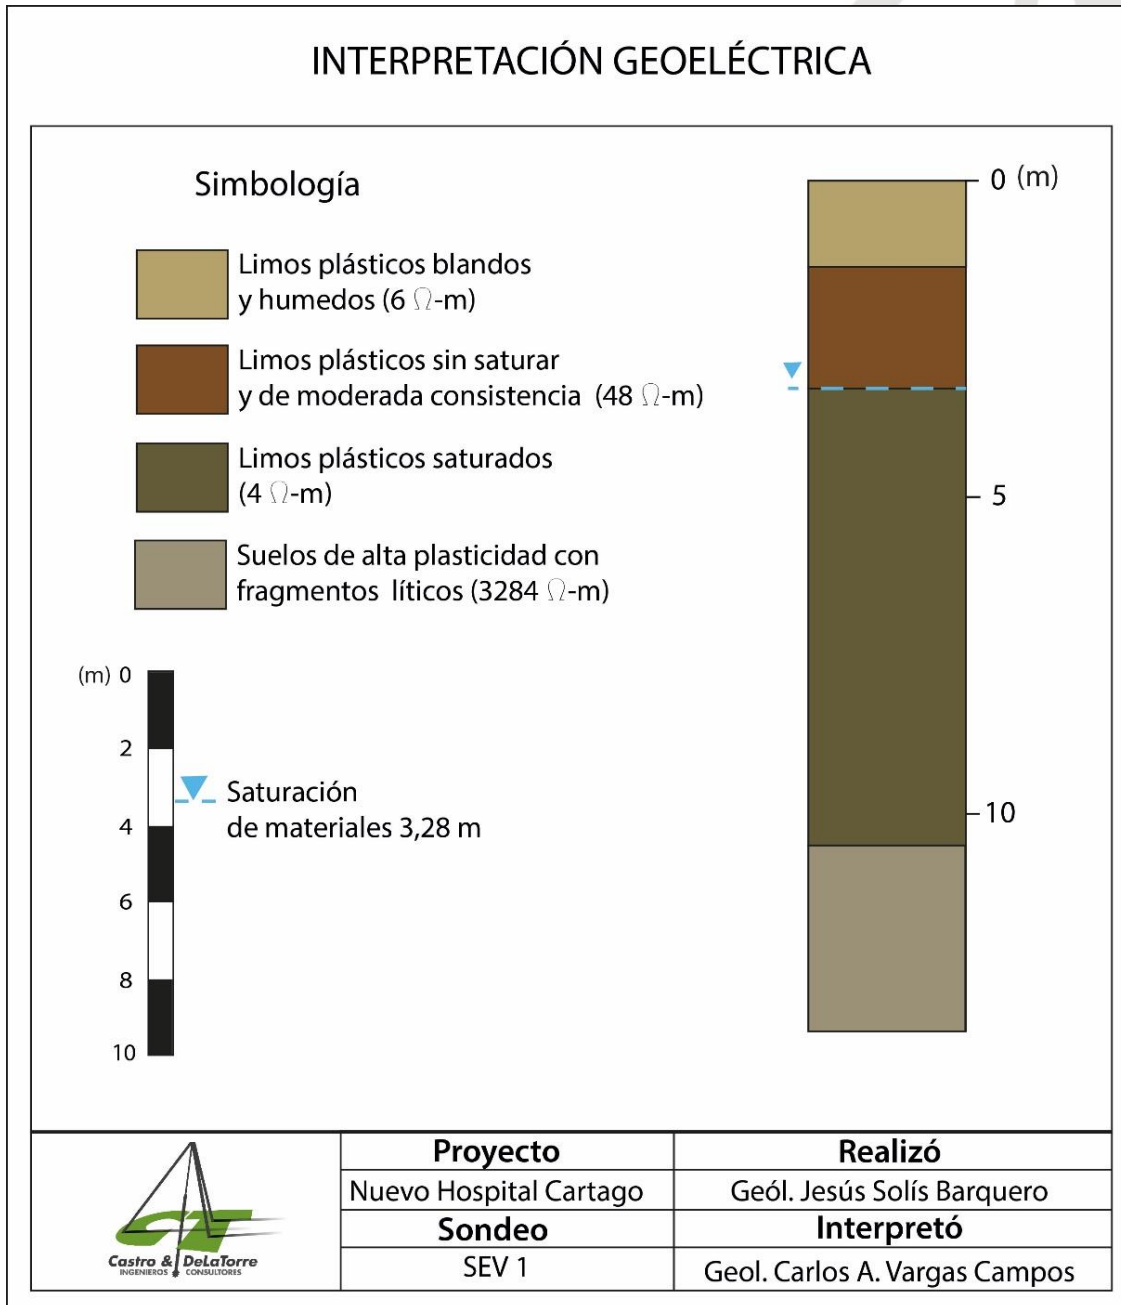 INTERPRETACIÓN GEOELÉCTRICA
Simbología
Limos plásticos blandos
y humedos (6 Ω-m)
Limos plásticos sin saturar
y de moderada consistencia (48 Ω-m)
Limos plásticos saturados
(4 Ω-m)
Suelos de alta plasticidad con
fragmentos líticos (3284 Ω-m)
(m) 0
2
4
6
8
10
Saturación
de materiales 3,28 m
0 (m)
5
10
Castro & DeLaTorre
INGENIEROS CONSULTORES
Proyecto
Nuevo Hospital Cartago
Sondeo
SEV 1
Realizó
Geól. Jesús Solís Barquero
Interpretó
Geol. Carlos A. Vargas Campos